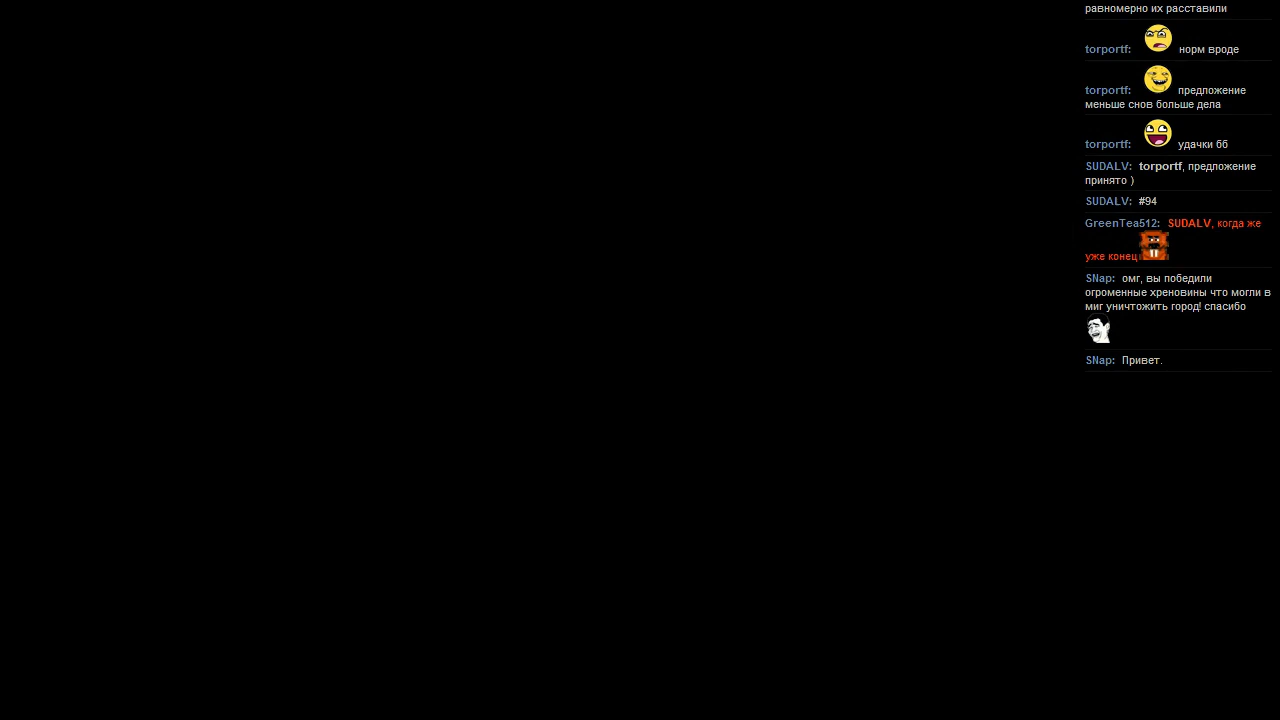 равномерно их расставили
torportf: норм вроде
torportf: предложение
меньше снов больше дела
torportf: удачки бб
SUDALV: torportf, предложение
принято )
SUDALV: #94
GreenTea512: SUDALV, когда же
уже конец
SNap: омг, вы победили
огроменные хреновины что могли в
миг уничтожить город! спасибо
SNap: Привет.